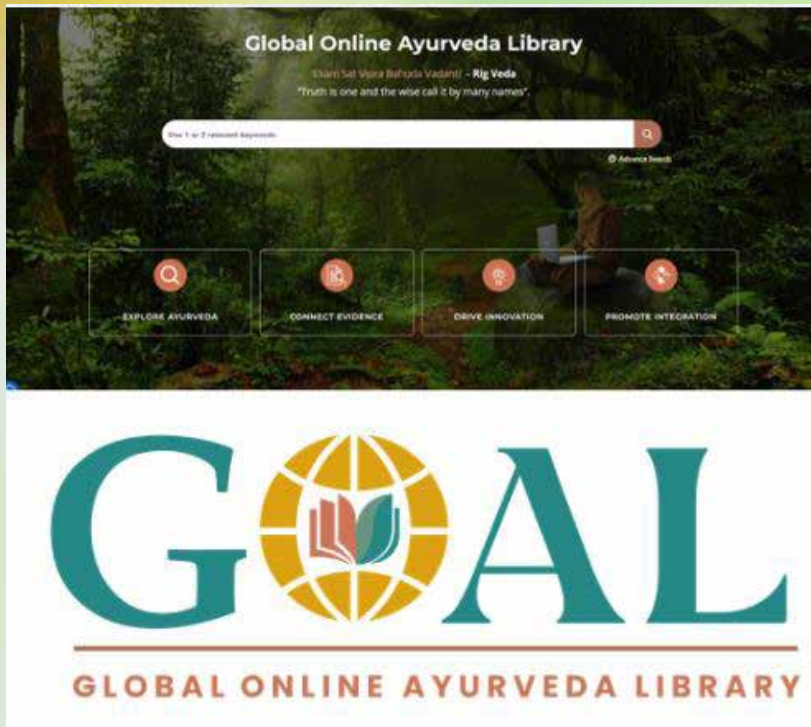 Global Online Ayurveda Library
'Ekam Sat Vipra Bahuda Vadanti' - Rig Veda
"Truth is one and the wise call it by many names".
Use 1 or 2 relevant keywords
Advance Search
EXPLORE AYURVEDA
CONNECT EVIDENCE
DRIVE INNOVATION
PROMOTE INTEGRATION
GOAL
GLOBAL ONLINE AYURVEDA LIBRARY